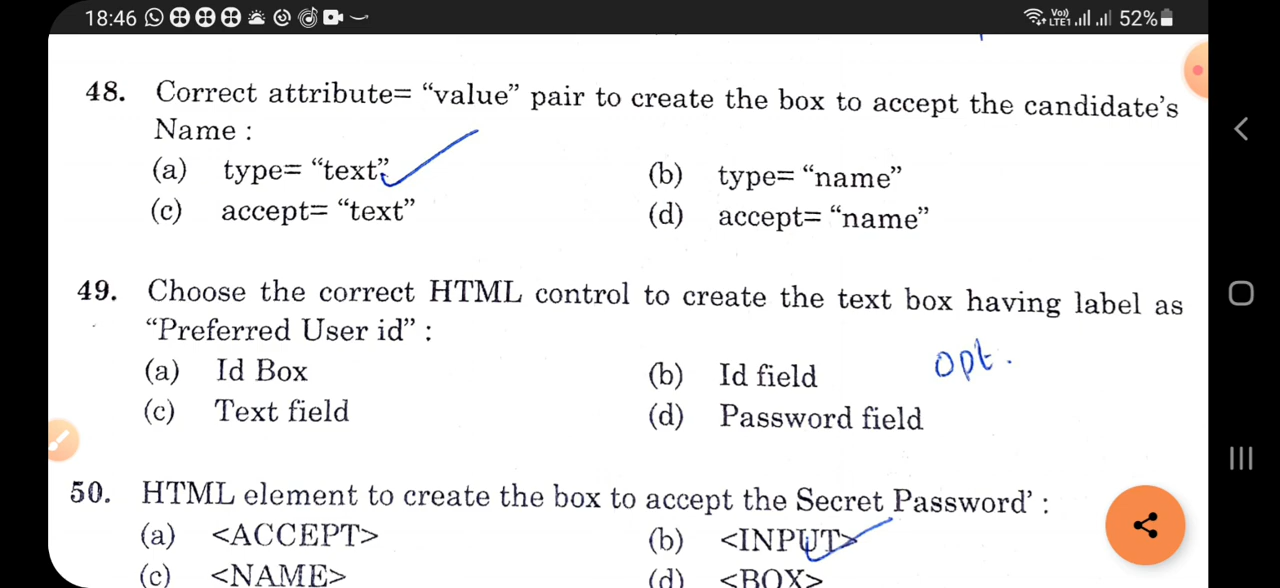 18:46
Vo))
LTE1
52%
48. Correct attribute= “value” pair to create the box to accept the candidate’s
Name :
(a) type= “text” (b) type= “name”
(c) accept= “text” (d) accept= “name”
49. Choose the correct HTML control to create the text box having label as
“Preferred User id” :
(a) Id Box (b) Id field
opt.
(c) Text field (d) Password field
50. HTML element to create the box to accept the Secret Password’ :
(a) <ACCEPT> (b) <INPUT>
(c) <NAME> (d) <BOX>